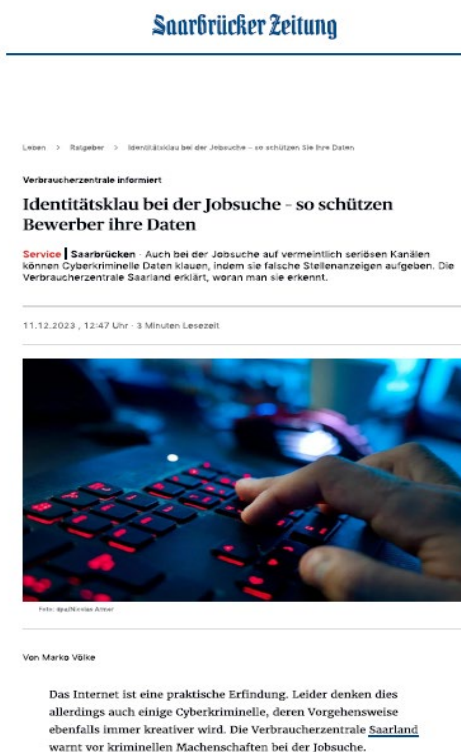 Saarbrücker Zeitung
Leben > Ratgeber > Identitätsklau bei der Jobsuche – so schützen Sie Ihre Daten
Verbraucherzentrale informiert
Identitätsklau bei der Jobsuche – so schützen
Bewerber ihre Daten
Service | Saarbrücken · Auch bei der Jobsuche auf vermeintlich seriösen Kanälen
können Cyberkriminelle Daten klauen, indem sie falsche Stellenanzeigen aufgeben. Die
Verbraucherzentrale Saarland erklärt, woran man sie erkennt.
11.12.2023 , 12:47 Uhr · 3 Minuten Lesezeit
Foto: dpa/Nicolas Armer
Von Marko Völke
Das Internet ist eine praktische Erfindung. Leider denken dies
allerdings auch einige Cyberkriminelle, deren Vorgehensweise
ebenfalls immer kreativer wird. Die Verbraucherzentrale Saarland
warnt vor kriminellen Machenschaften bei der Jobsuche.